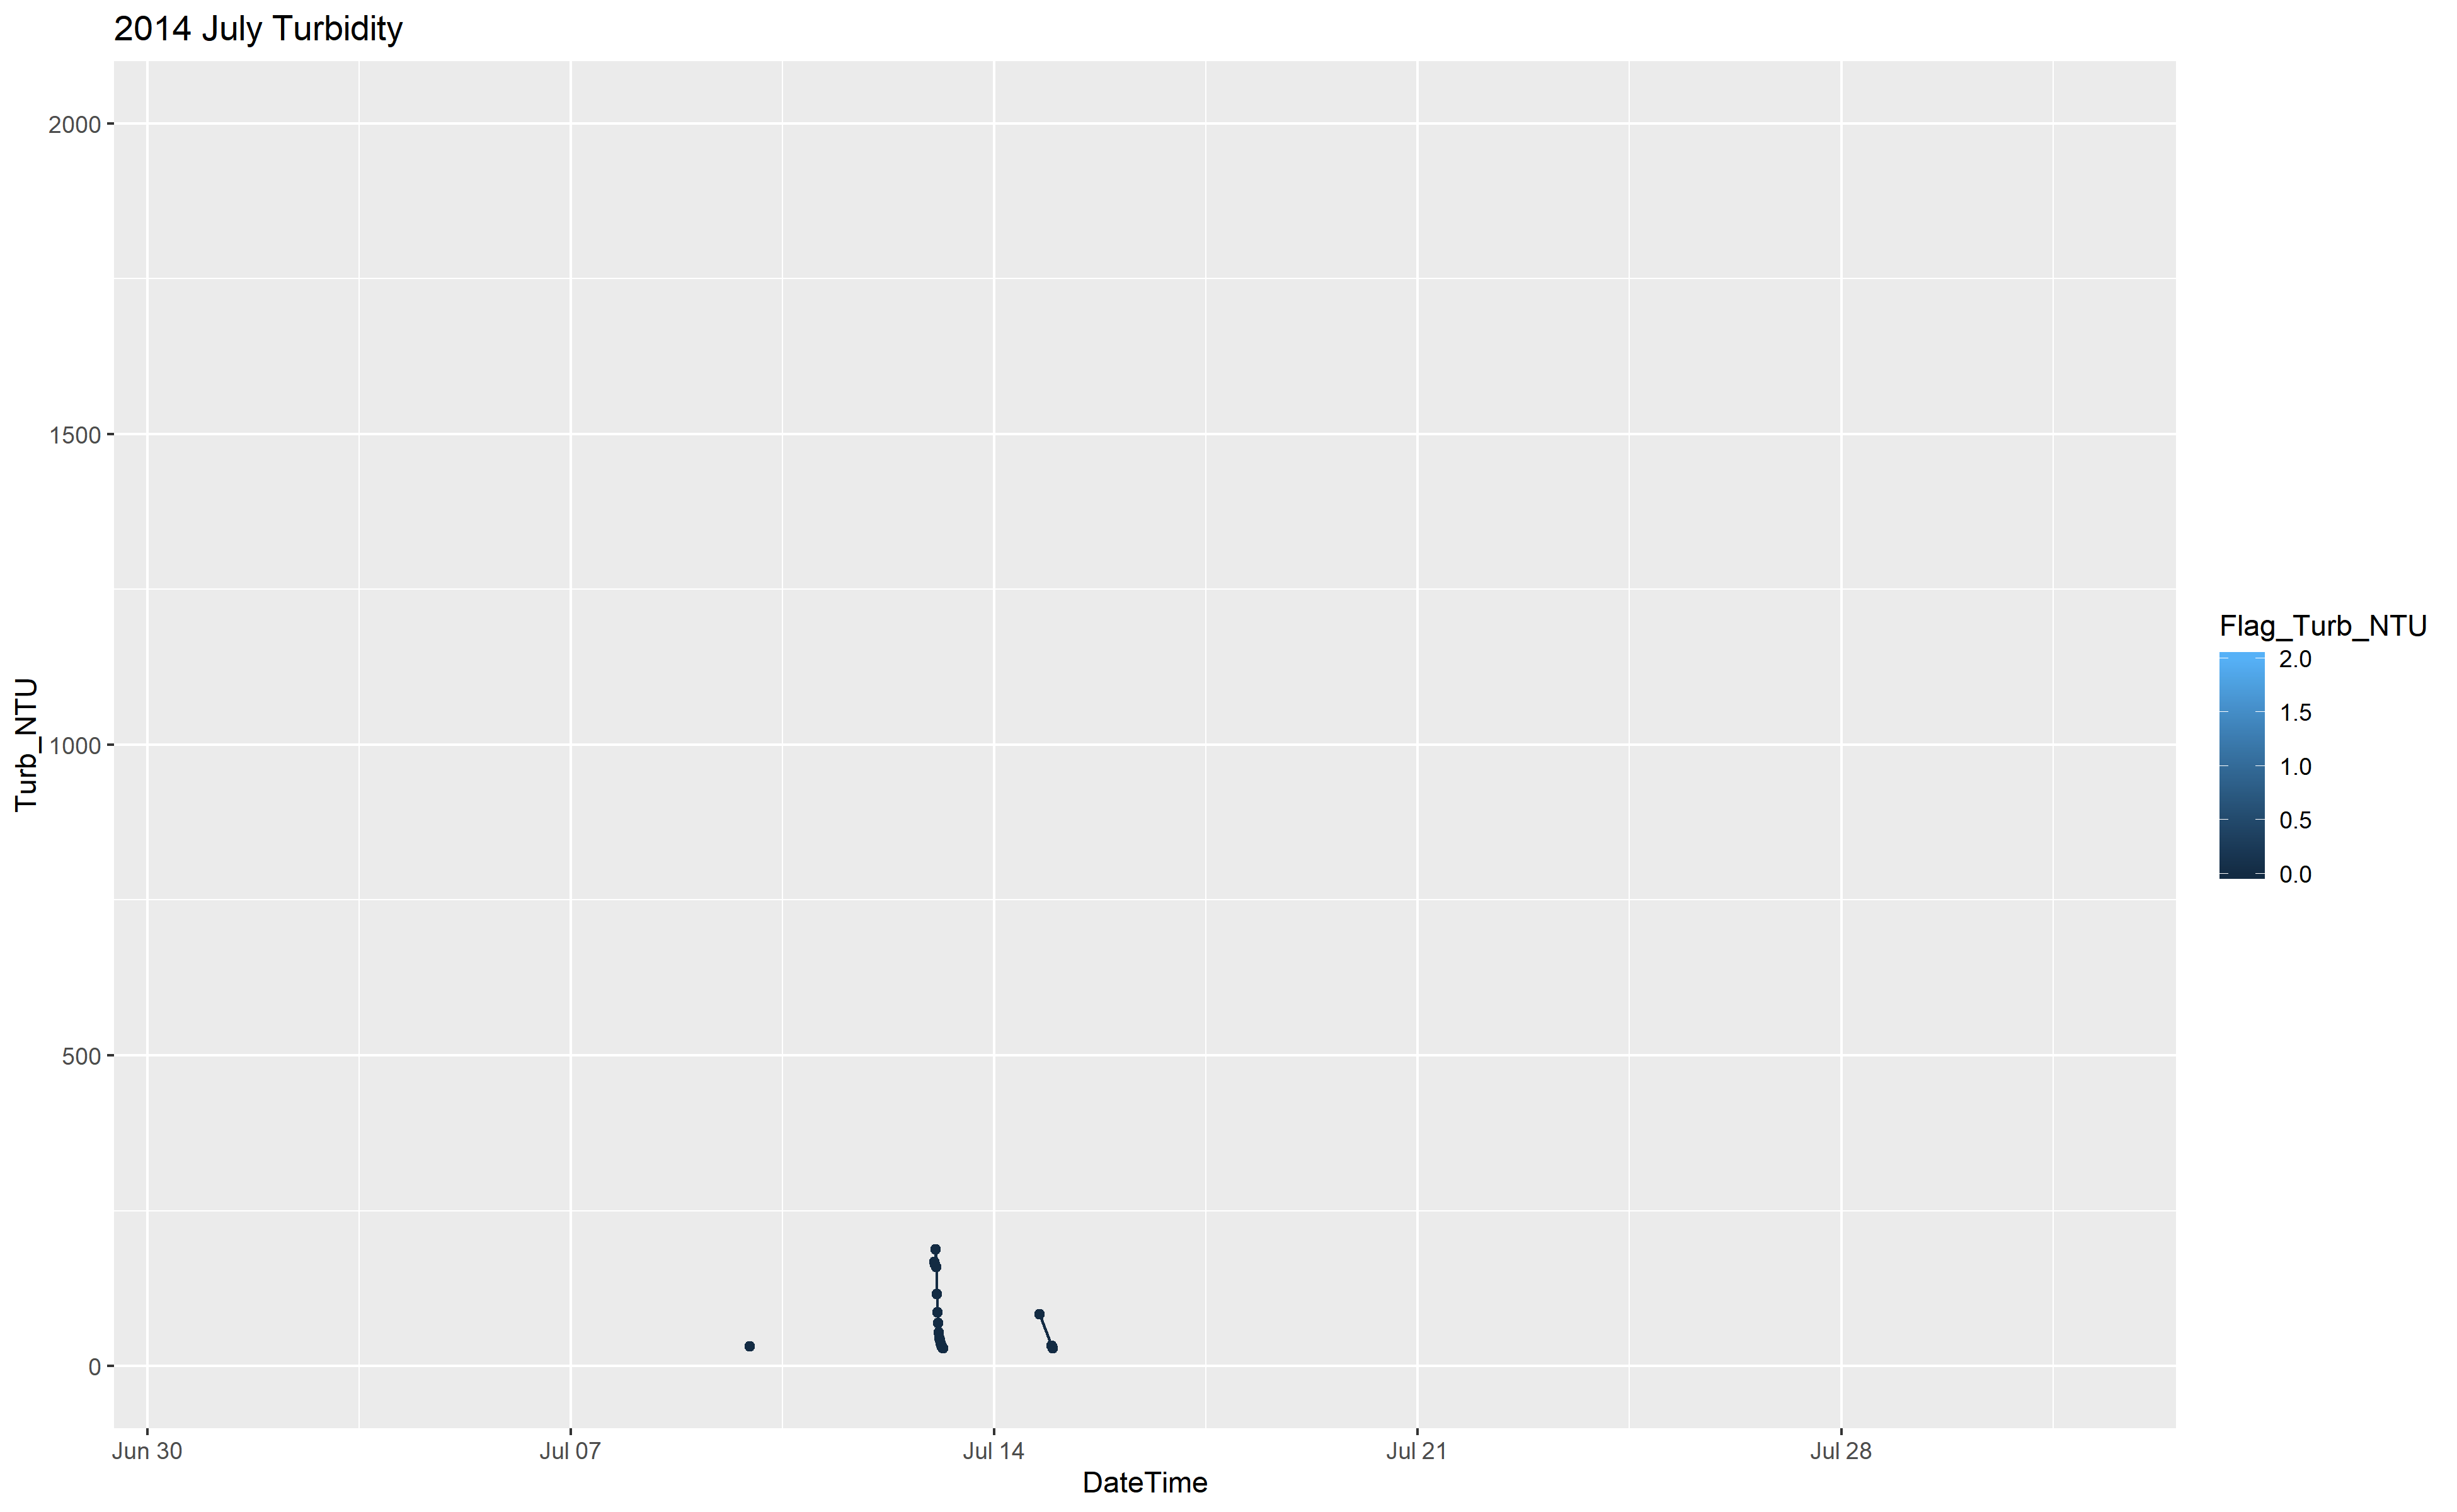 2014 July Turbidity
2000
1500
1000
500
0
Turb_NTU
Jun 30
Jul 07
Jul 14
Jul 21
Jul 28
DateTime
Flag_Turb_NTU
2.0
1.5
1.0
0.5
0.0